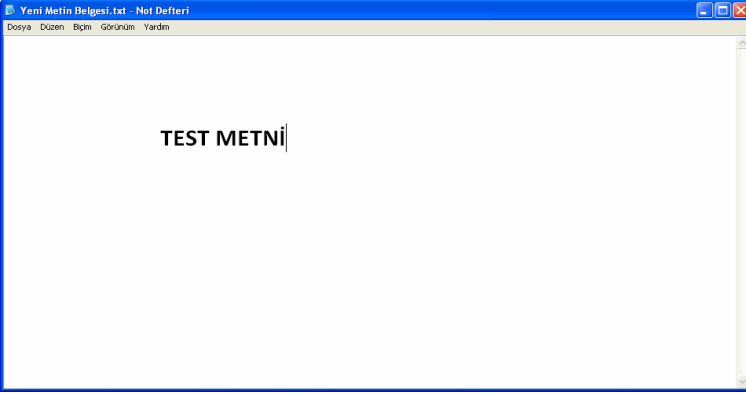 Yeni Metin Belgesi.txt - Not Defteri
Dosya Düzen Biçim Görünüm Yardım
TEST METNİ